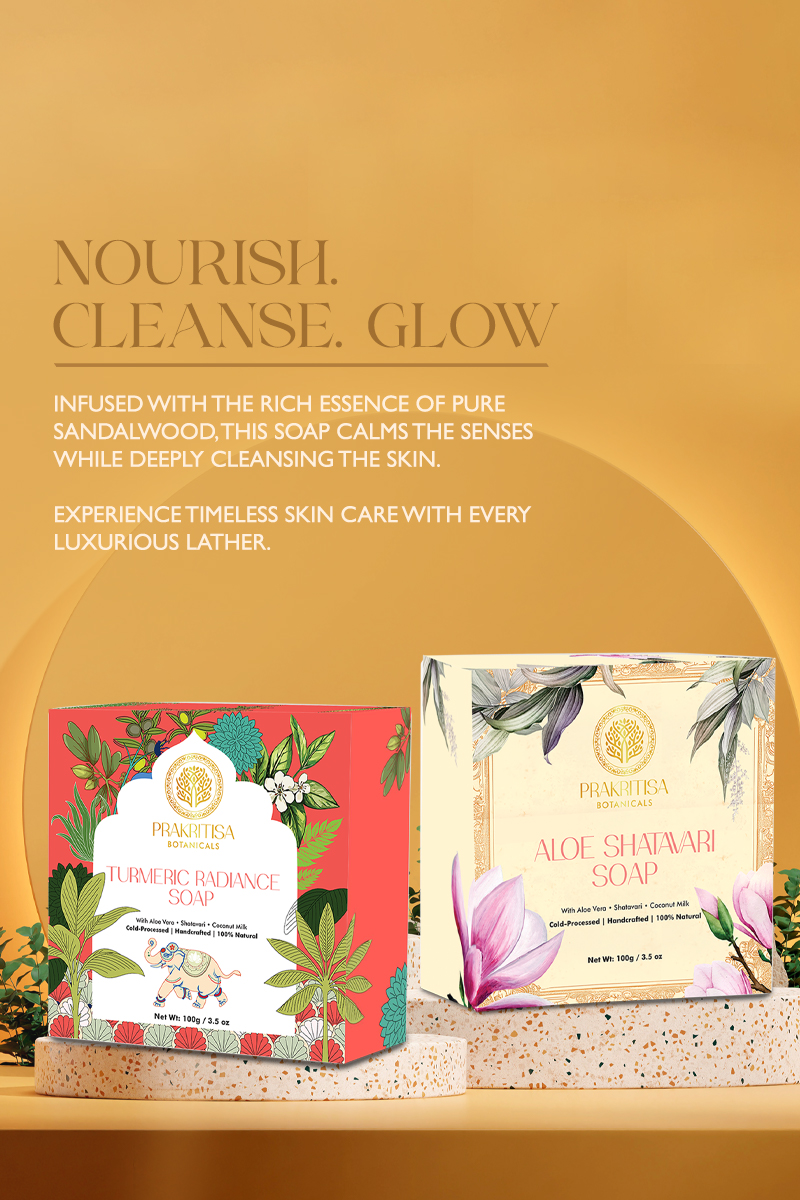 NOURISH.
CLEANSE. GLOW
INFUSED WITH THE RICH ESSENCE OF PURE
SANDALWOOD, THIS SOAP CALMS THE SENSES
WHILE DEEPLY CLEANSING THE SKIN.
EXPERIENCE TIMELESS SKIN CARE WITH EVERY
LUXURIOUS LATHER.
PRAKRITISA
BOTANICALS
TURMERIC RADIANCE
SOAP
With Aloe Vera • Shatavari • Coconut Milk
Cold-Processed | Handcrafted | 100% Natural
Net Wt: 100g / 3.5 oz
PRAKRITISA
BOTANICALS
ALOE SHATAVARI
SOAP
With Aloe Vera • Shatavari • Coconut Milk
Cold-Processed | Handcrafted | 100% Natural
Net Wt: 100g / 3.5 oz